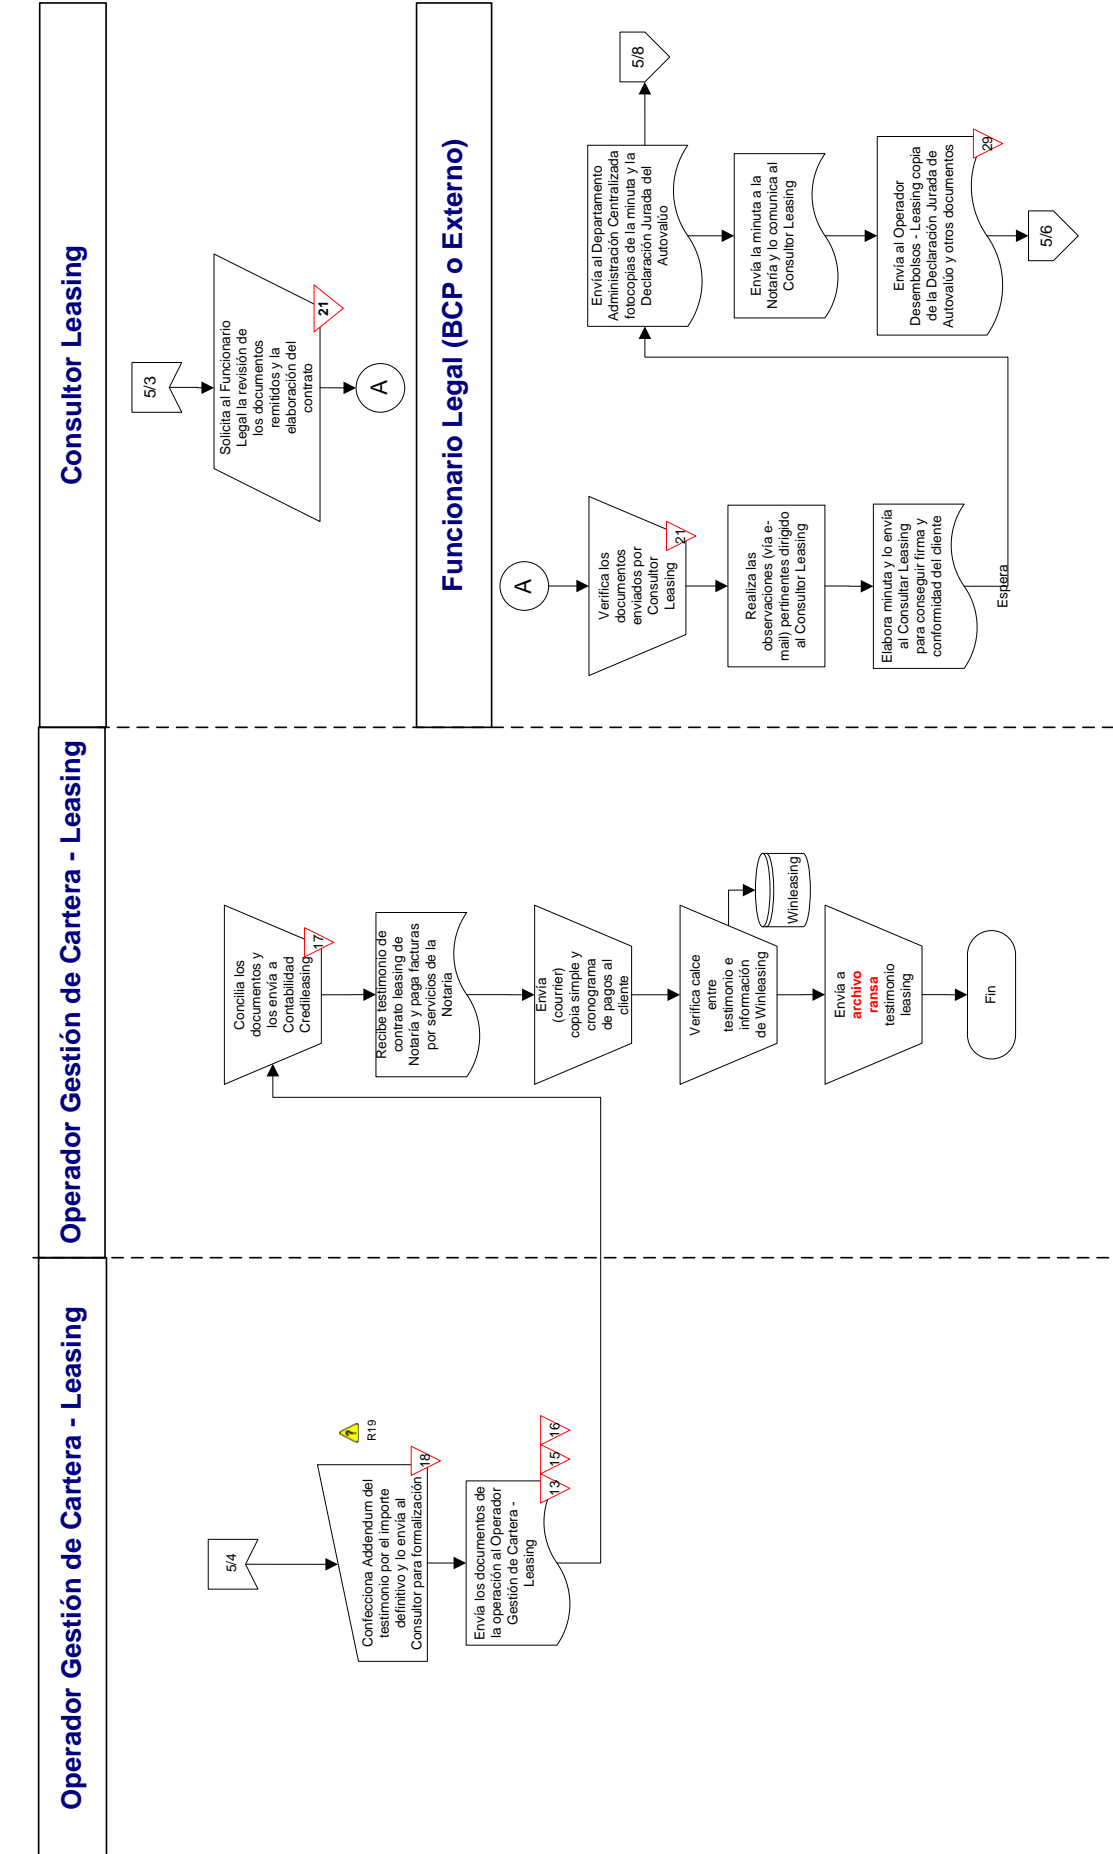 Operador Gestión de Cartera - Leasing
5/4
R19
Confecciona Addendum del
testimonio por el importe
definitivo y lo envía al
Consultor para formalización
18
Envía los documentos de
la operación al Operador
Gestión de Cartera -
Leasing
13
15
16
Operador Gestión de Cartera - Leasing
Concilia los
documentos y
los envía a
Contabilidad
Credileasing
17
Recibe testimonio de
contrato leasing de
Notaría y paga facturas
por servicios de la
Notaria
Envía
(courrier)
copia simple y
cronograma
de pagos al
cliente
Verifica calce
entre
testimonio e
información
de Winleasing
Winleasing
Envía a
archivo
ransa
testimonio
leasing
Fin
Consultor Leasing
5/3
Solicita al Funcionario
Legal la revisión de
los documentos
remitidos y la
elaboración del
contrato
21
A
Funcionario Legal (BCP o Externo)
A
Verifica los
documentos
enviados por
Consultor
Leasing
21
Realiza las
observaciones (vía e-
mail) pertinentes dirigido
al Consultor Leasing
Elabora minuta y lo envía
al Consultar Leasing
para conseguir firma y
conformidad del cliente
Espera
Envía al Departamento
Administración Centralizada
fotocopias de la minuta y la
Declaración Jurada del
Autovalúo
5/8
Envía la minuta a la
Notaría y lo comunica al
Consultor Leasing
Envía al Operador
Desembolsos - Leasing copia
de la Declaración Jurada de
Autovalúo y otros documentos
29
5/6